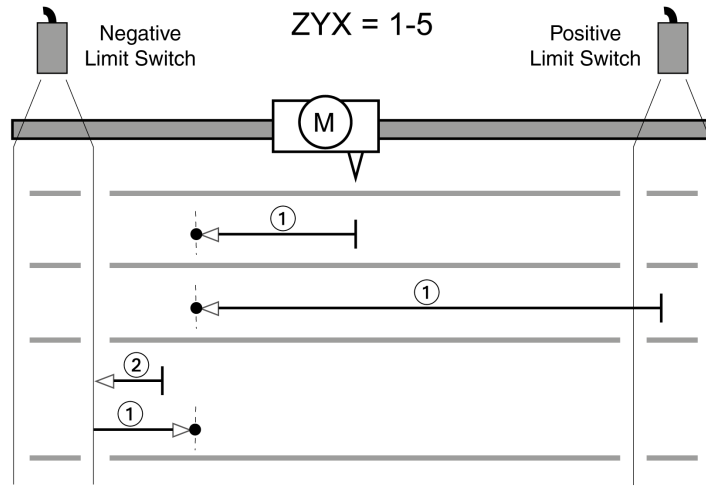 ZYX = 1-5
Negative
Limit Switch
Positive
Limit Switch
M
1
1
2
1